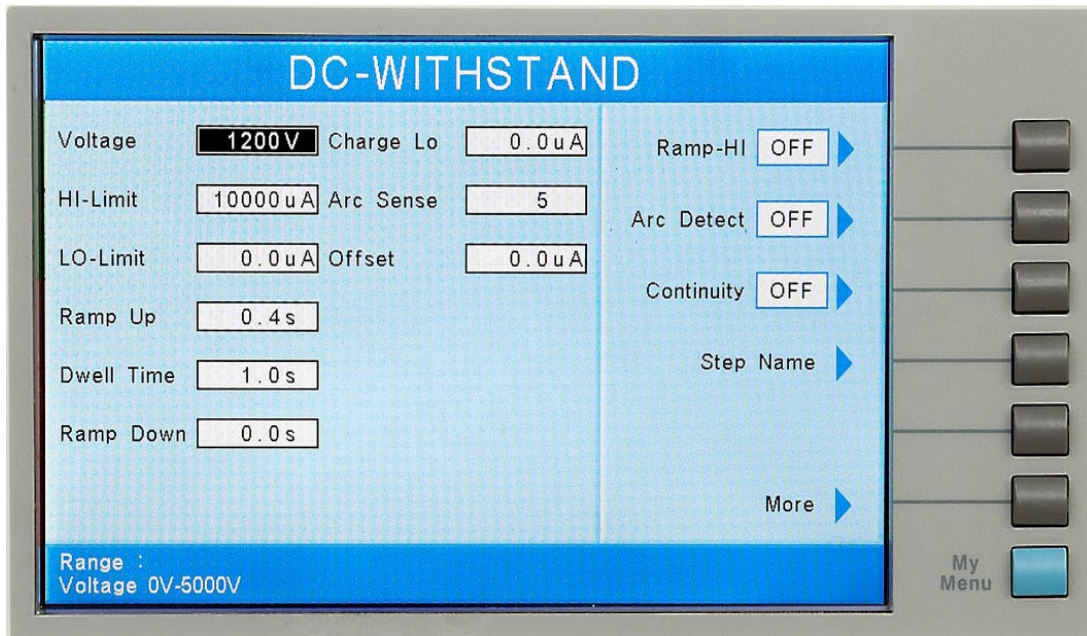 DC-WITHSTAND
Voltage 1200V Charge Lo 0.0uA
HI-Limit 10000uA Arc Sense 5
LO-Limit 0.0uA Offset 0.0uA
Ramp Up 0.4s
Dwell Time 1.0s
Ramp Down 0.0s
Ramp-HI OFF
Arc Detect OFF
Continuity OFF
Step Name
More
Range :
Voltage 0V-5000V
My
Menu